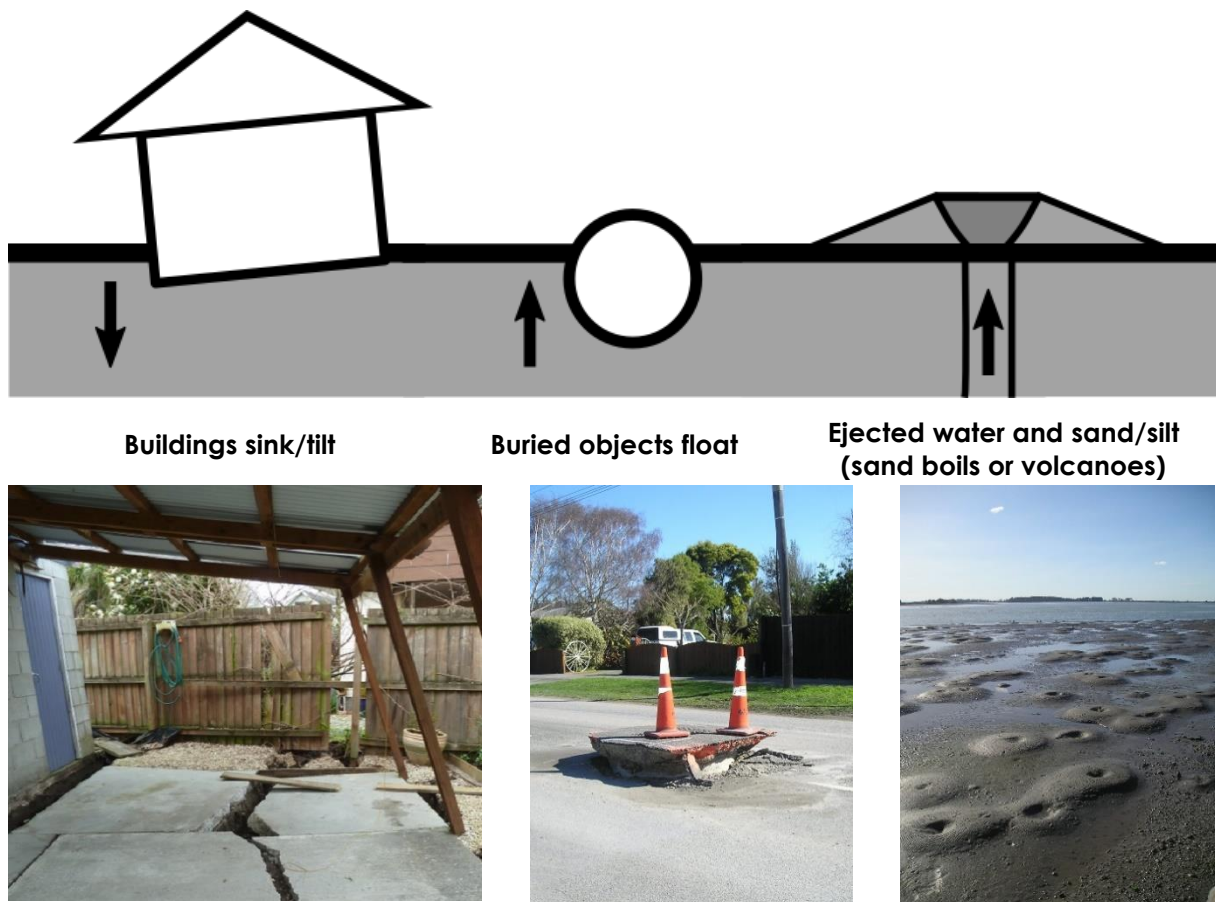 Buildings sink/tilt
Buried objects float
Ejected water and sand/silt
(sand boils or volcanoes)